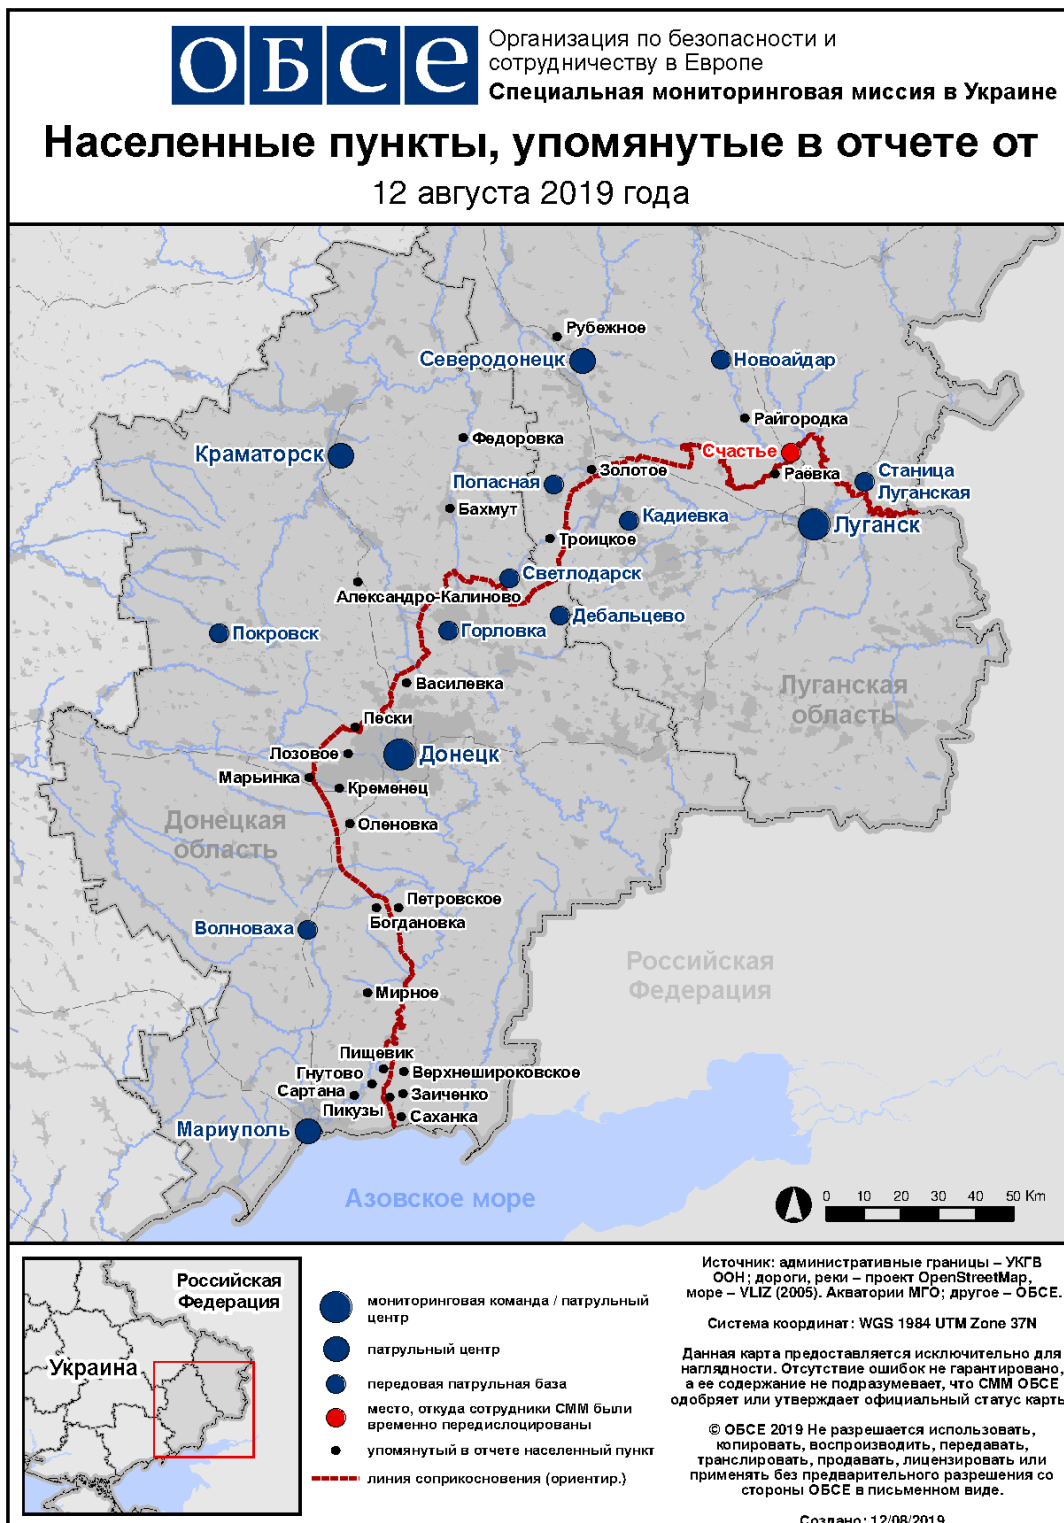 ОБСЕ
Организация по безопасности и
сотрудничеству в Европе
Специальная мониторинговая миссия в Украине
Населенные пункты, упомянутые в отчете от
12 августа 2019 года
Рубежное
Северодонецк
Новоайдар
Райгородка
Федоровка
Счастье
Краматорск
Золотое
Раёвка
Станица
Луганская
Попасная
Бахмут
Кадиевка
Луганск
Троицкое
Светлодарск
Александро-Калиново
Дебальцево
Покровск
Горловка
Василевка
Луганская
область
Пески
Лозовое
Донецк
Марьинка
Кременец
Донецкая
область
Оленовка
Петровское
Богдановка
Волноваха
Российская
Федерация
Мирное
Пищевик
Гнутово
Верхнешироковское
Сартана
Заиченко
Пикузы
Саханка
Мариуполь
Азовское море
0 10 20 30 40 50 Km
Российская
Федерация
Украина
мониторинговая команда / патрульный
центр
патрульный центр
передовая патрульная база
место, откуда сотрудники СММ были
временно передислоцированы
упомянутый в отчете населенный пункт
линия соприкосновения (ориентир.)
Источник: административные границы – УКГВ
ООН; дороги, реки – проект OpenStreetMap,
море – VLIZ (2005). Акватории МГО; другое – ОБСЕ.
Система координат: WGS 1984 UTM Zone 37N
Данная карта предоставляется исключительно для
наглядности. Отсутствие ошибок не гарантировано,
а ее содержание не подразумевает, что СММ ОБСЕ
одобряет или утверждает официальный статус карты.
© ОБСЕ 2019 Не разрешается использовать,
копировать, воспроизводить, передавать,
транслировать, продавать, лицензировать или
применять без предварительного разрешения со
стороны ОБСЕ в письменном виде.
Создано: 12/08/2019